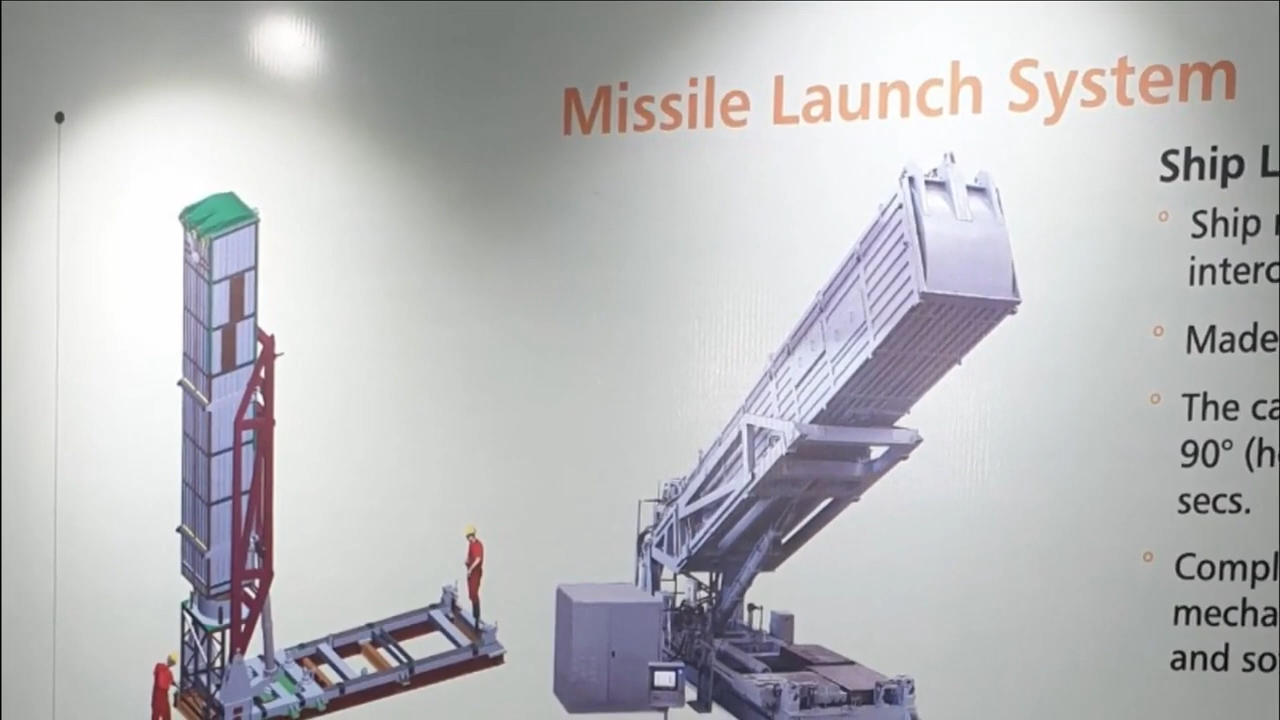 Missile Launch System
Ship L
Ship
interc
Made
The ca
90° (h
secs.
Compl
mecha
and so